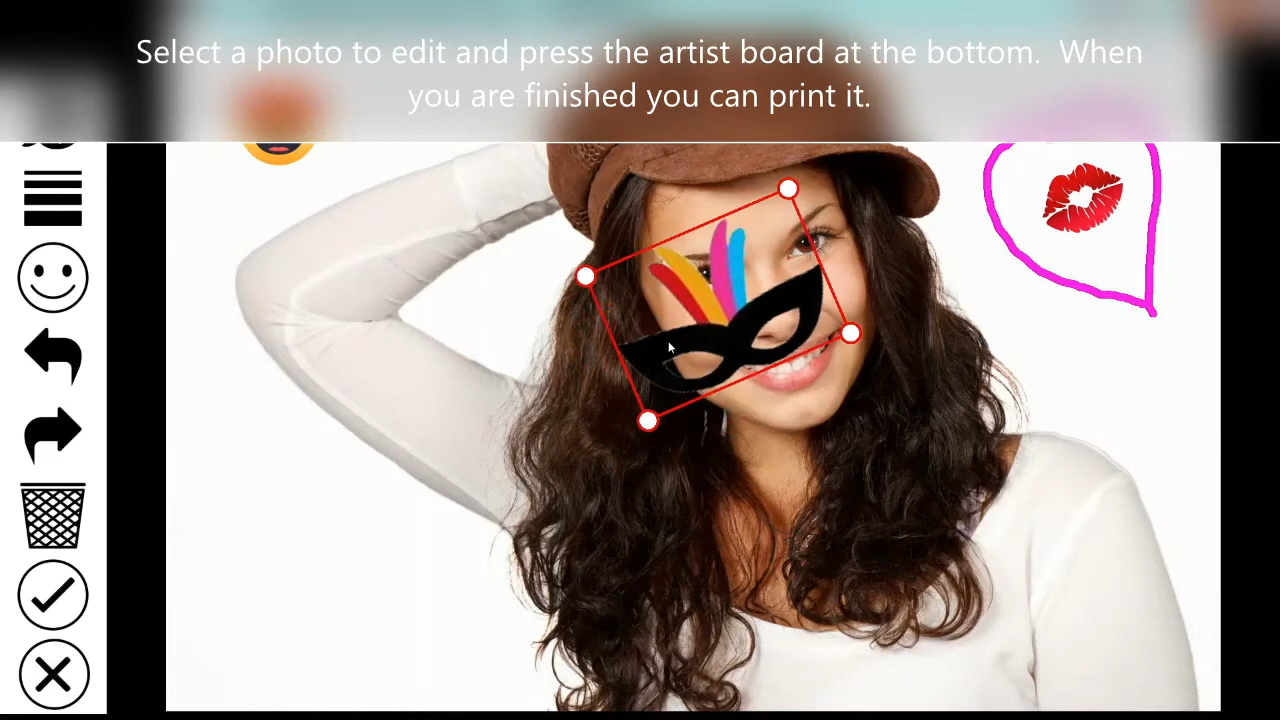 Select a photo to edit and press the artist board at the bottom.  When
you are finished you can print it.